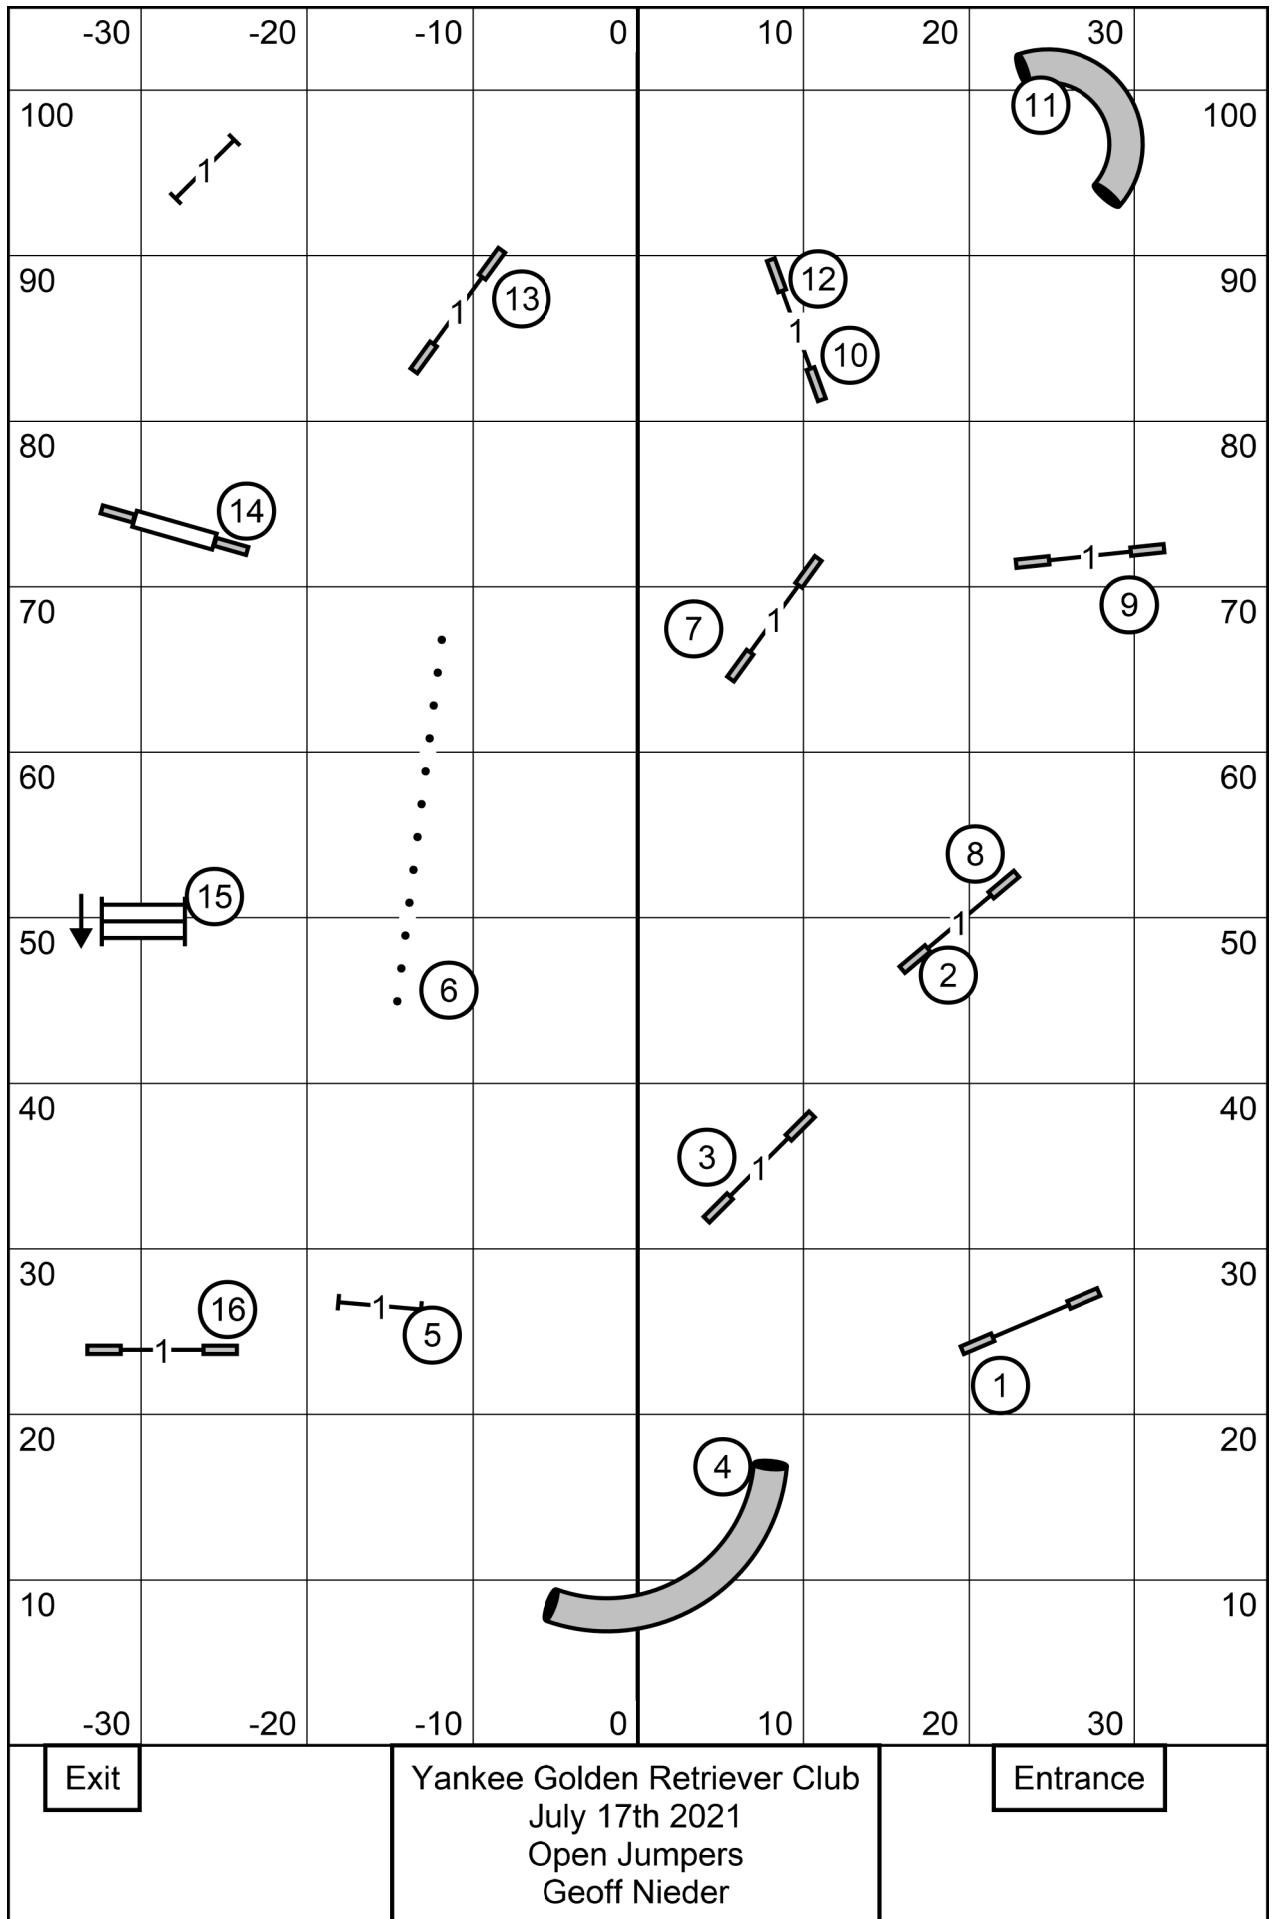 -30 -20 -10 0 10 20 30
100 11 100
1
90 13 12 90
1 1
10
80 80
14
1
70 7 9 70
1
60 60
8
15
1
50 50
6 2
40 40
3
1
30 16 30
1 5
1
1
20 20
4
10 10
-30 -20 -10 0 10 20 30
Exit Yankee Golden Retriever Club Entrance
July 17th 2021
Open Jumpers
Geoff Nieder